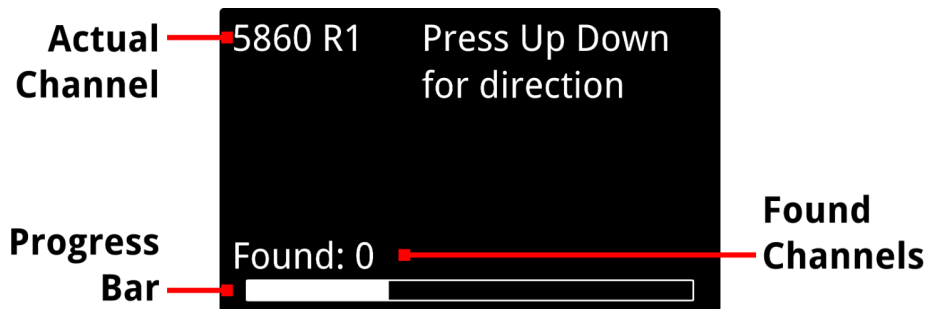 Actual
Channel
5860 R1
Press Up Down
for direction
Found: 0
Found
Channels
Progress
Bar